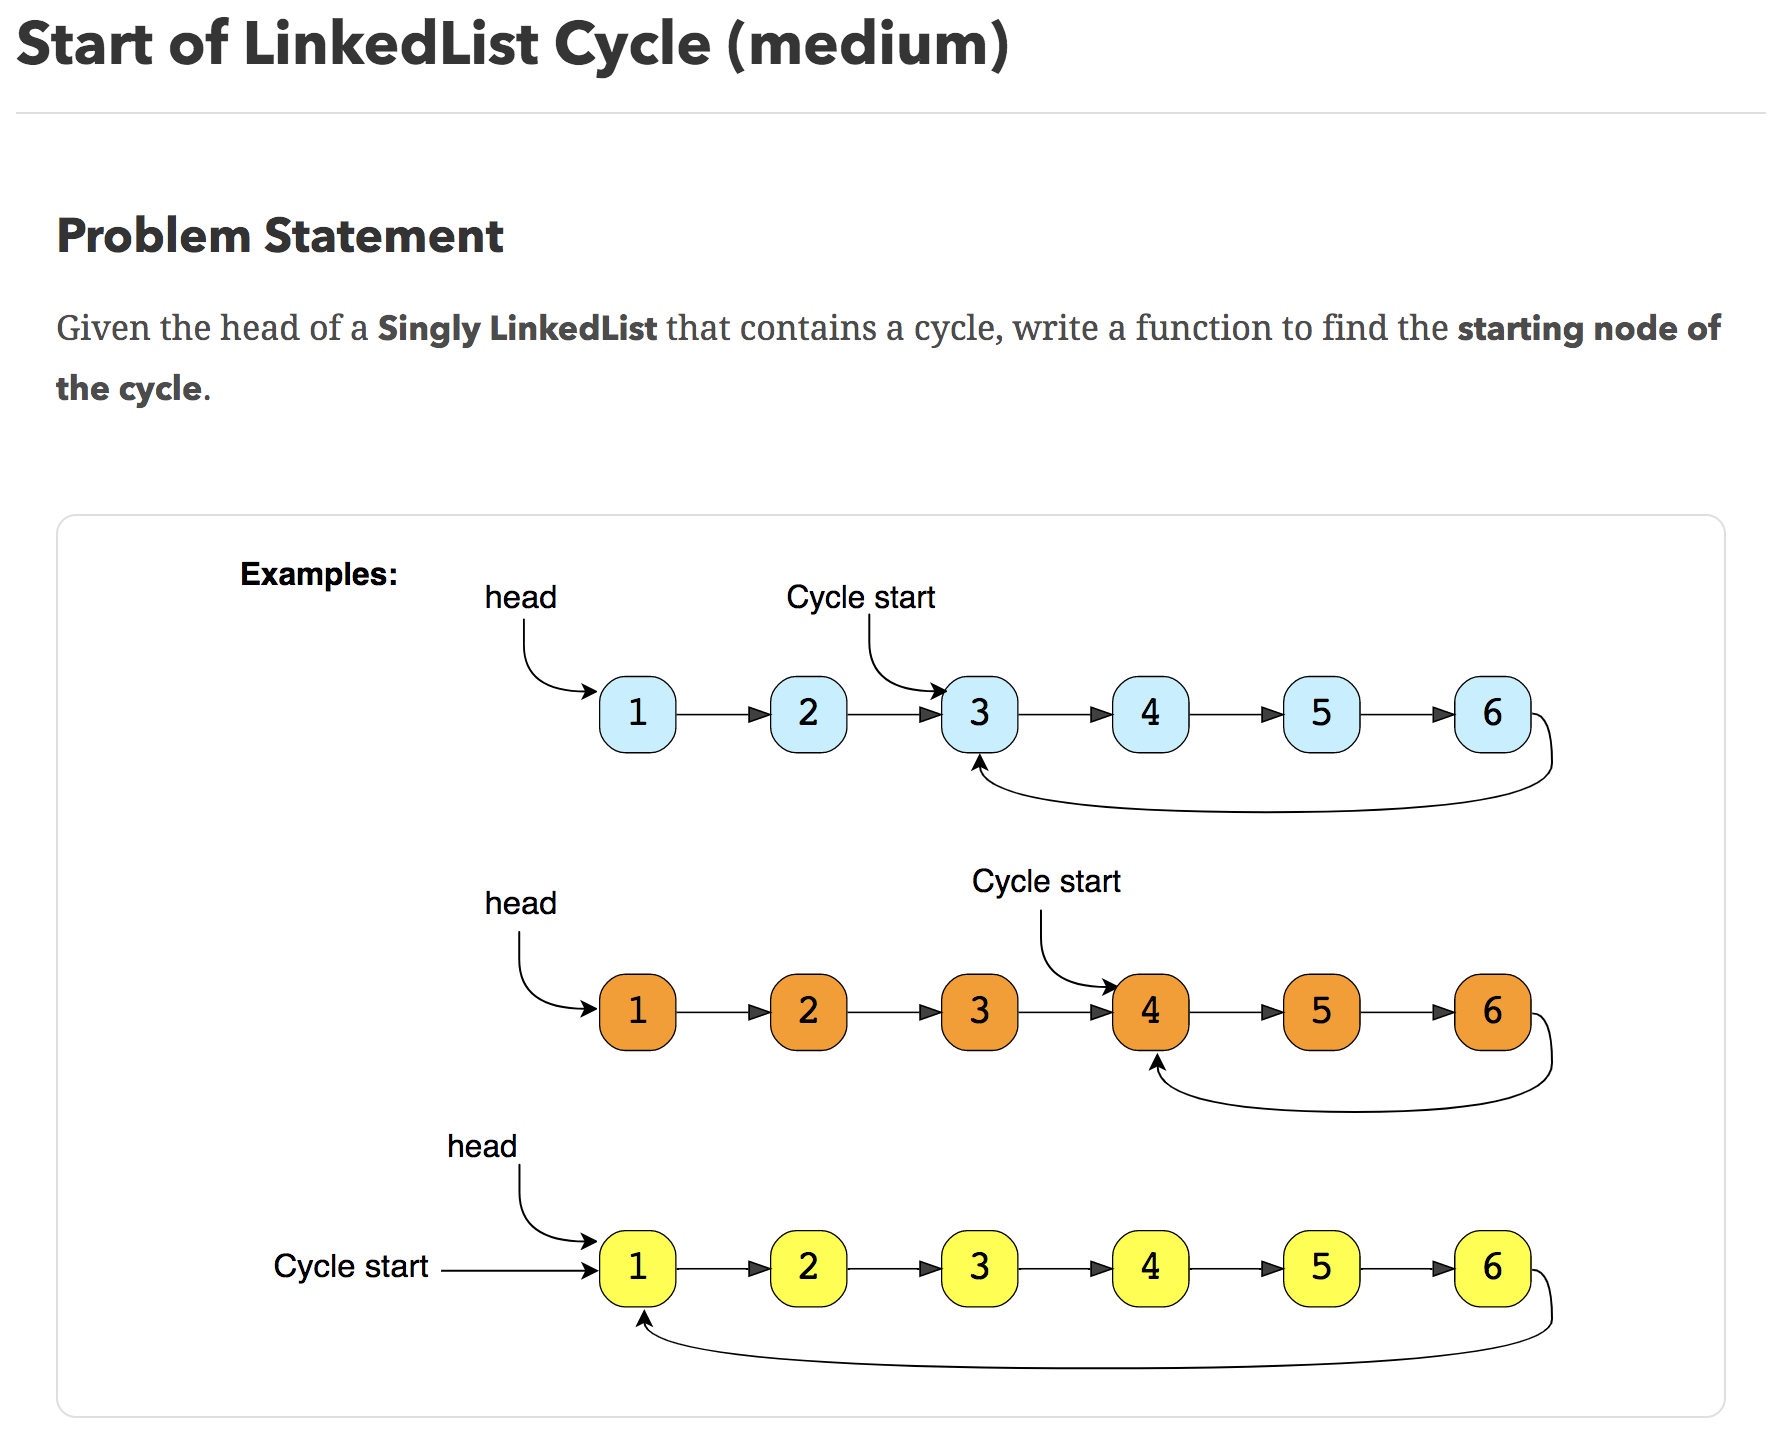 Start of LinkedList Cycle (medium)
Problem Statement
Given the head of a Singly LinkedList that contains a cycle, write a function to find the starting node of
the cycle.
Examples:
head
Cycle start
1 2 3 4 5 6
Cycle start
head
1 2 3 4 5 6
head
Cycle start
1 2 3 4 5 6